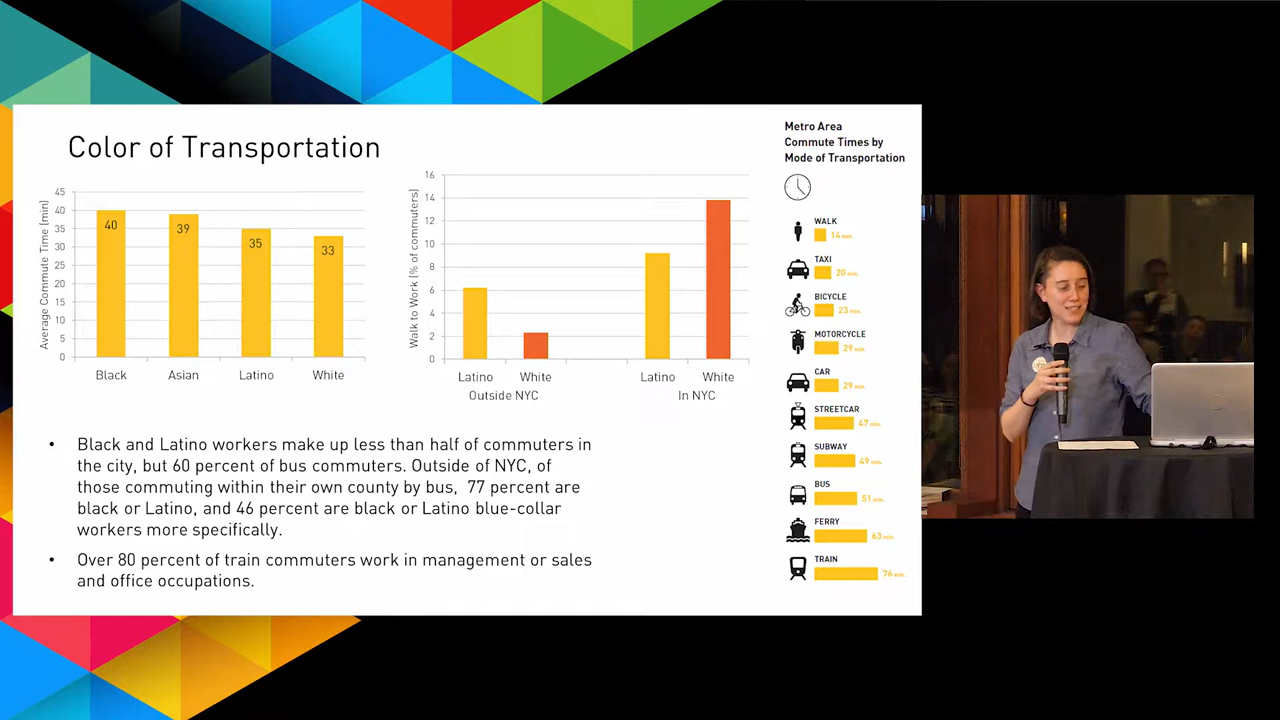 Color of Transportation
Average Commute Time (min)
45
40
35
30
25
20
15
10
5
0
40
39
35
33
Black
Asian
Latino
White
Walk to Work (% of commuters)
16
14
12
10
8
6
4
2
0
Latino
White
Latino
White
Outside NYC
In NYC
• Black and Latino workers make up less than half of commuters in
the city, but 60 percent of bus commuters. Outside of NYC, of
those commuting within their own county by bus, 77 percent are
black or Latino, and 46 percent are black or Latino blue-collar
workers more specifically.
• Over 80 percent of train commuters work in management or sales
and office occupations.
Metro Area
Commute Times by
Mode of Transportation
WALK
14 min.
TAXI
20 min.
BICYCLE
23 min.
MOTORCYCLE
29 min.
CAR
29 min.
STREETCAR
47 min.
SUBWAY
49 min.
BUS
51 min.
FERRY
63 min.
TRAIN
76 min.